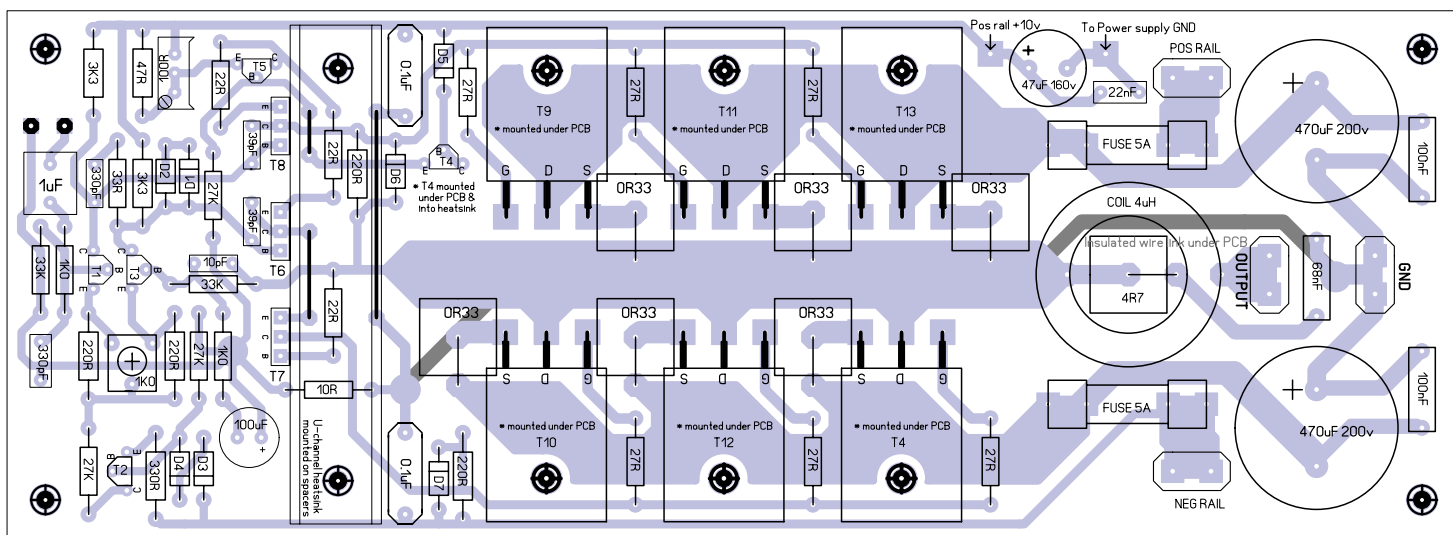 Pos rail +10v
To Power supply GND
POS RAIL
3K3
47R
100R
22R
E
C
T5
B
0.1uF
D5
27R
27R
27R
+
47uF 160v
22nF
+
470uF 200v
100nF
T9
T11
T13
* mounted under PCB
* mounted under PCB
* mounted under PCB
FUSE 5A
E
C
B
T8
39pF
22R
220R
D6
B
T4
E
C
* T4 mounted
under PCB &
into heatsink
G
D
S
G
D
S
G
D
S
0R33
0R33
0R33
1uF
330pF
33R
3K3
D2
D1
27K
39pF
E
C
B
T6
COIL 4uH
Insulated wire link under PCB
4R7
OUTPUT
68nF
GND
33K
1K0
C
T1
B
E
C
T3
B
E
10pF
33K
22R
E
C
B
T7
0R33
0R33
0R33
330pF
220R
1K0
220R
27K
1K0
10R
S
D
G
S
D
G
S
D
G
FUSE 5A
+
470uF 200v
100nF
100uF
+
* mounted under PCB
* mounted under PCB
* mounted under PCB
T10
T12
T4
27K
B
E
T2
C
330R
D4
D3
U-channel heatsink
mounted on spacers
0.1uF
D7
220R
27R
27R
27R
NEG RAIL